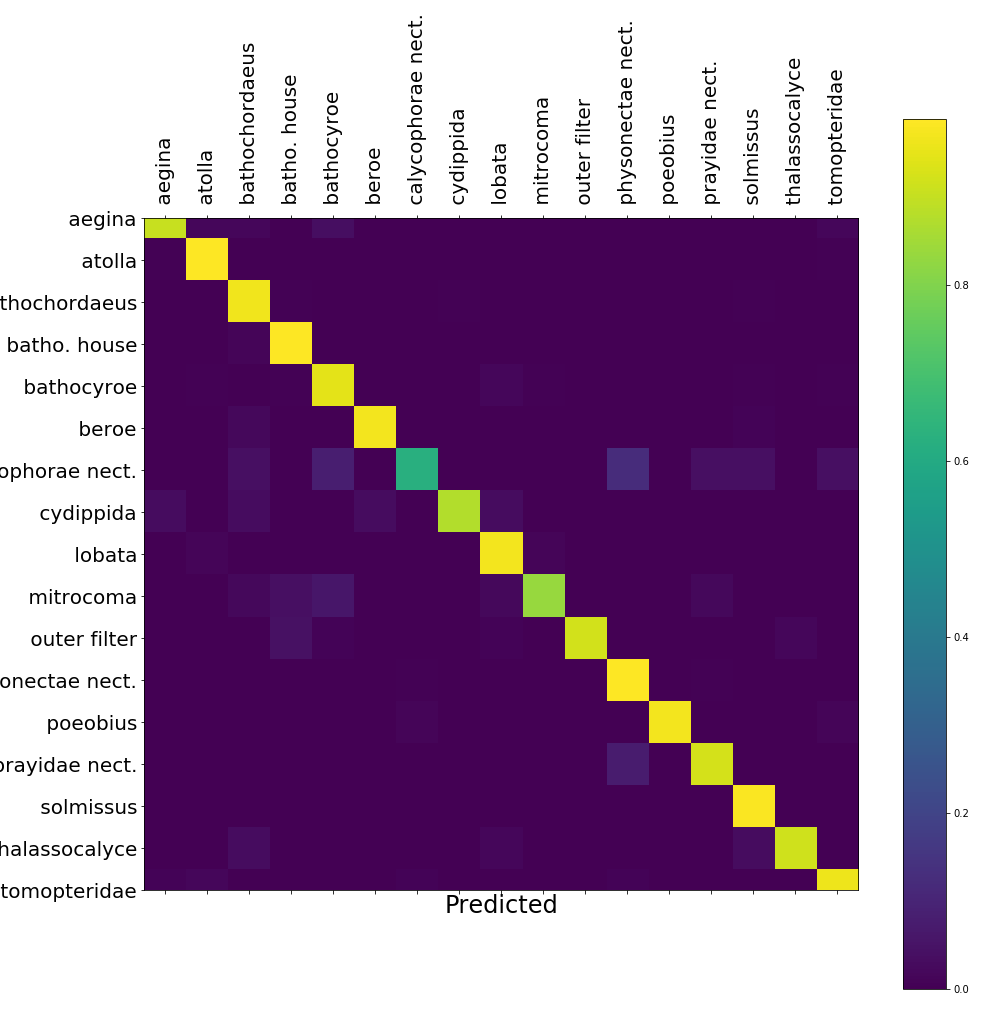 aegina
atolla
bathochordaeus
batho. house
bathocyroe
beroe
calycophorae nect.
cydippida
lobata
mitrocoma
outer filter
physonectae nect.
poeobius
prayidae nect.
solmissus
thalassocalyce
tomopteridae
aegina
atolla
thochordaeus
batho. house
bathocyroe
beroe
ophorae nect.
cydippida
lobata
mitrocoma
outer filter
onectae nect.
poeobius
prayidae nect.
solmissus
halassocalyce
tomopteridae
Predicted
0.8
0.6
0.4
0.2
0.0